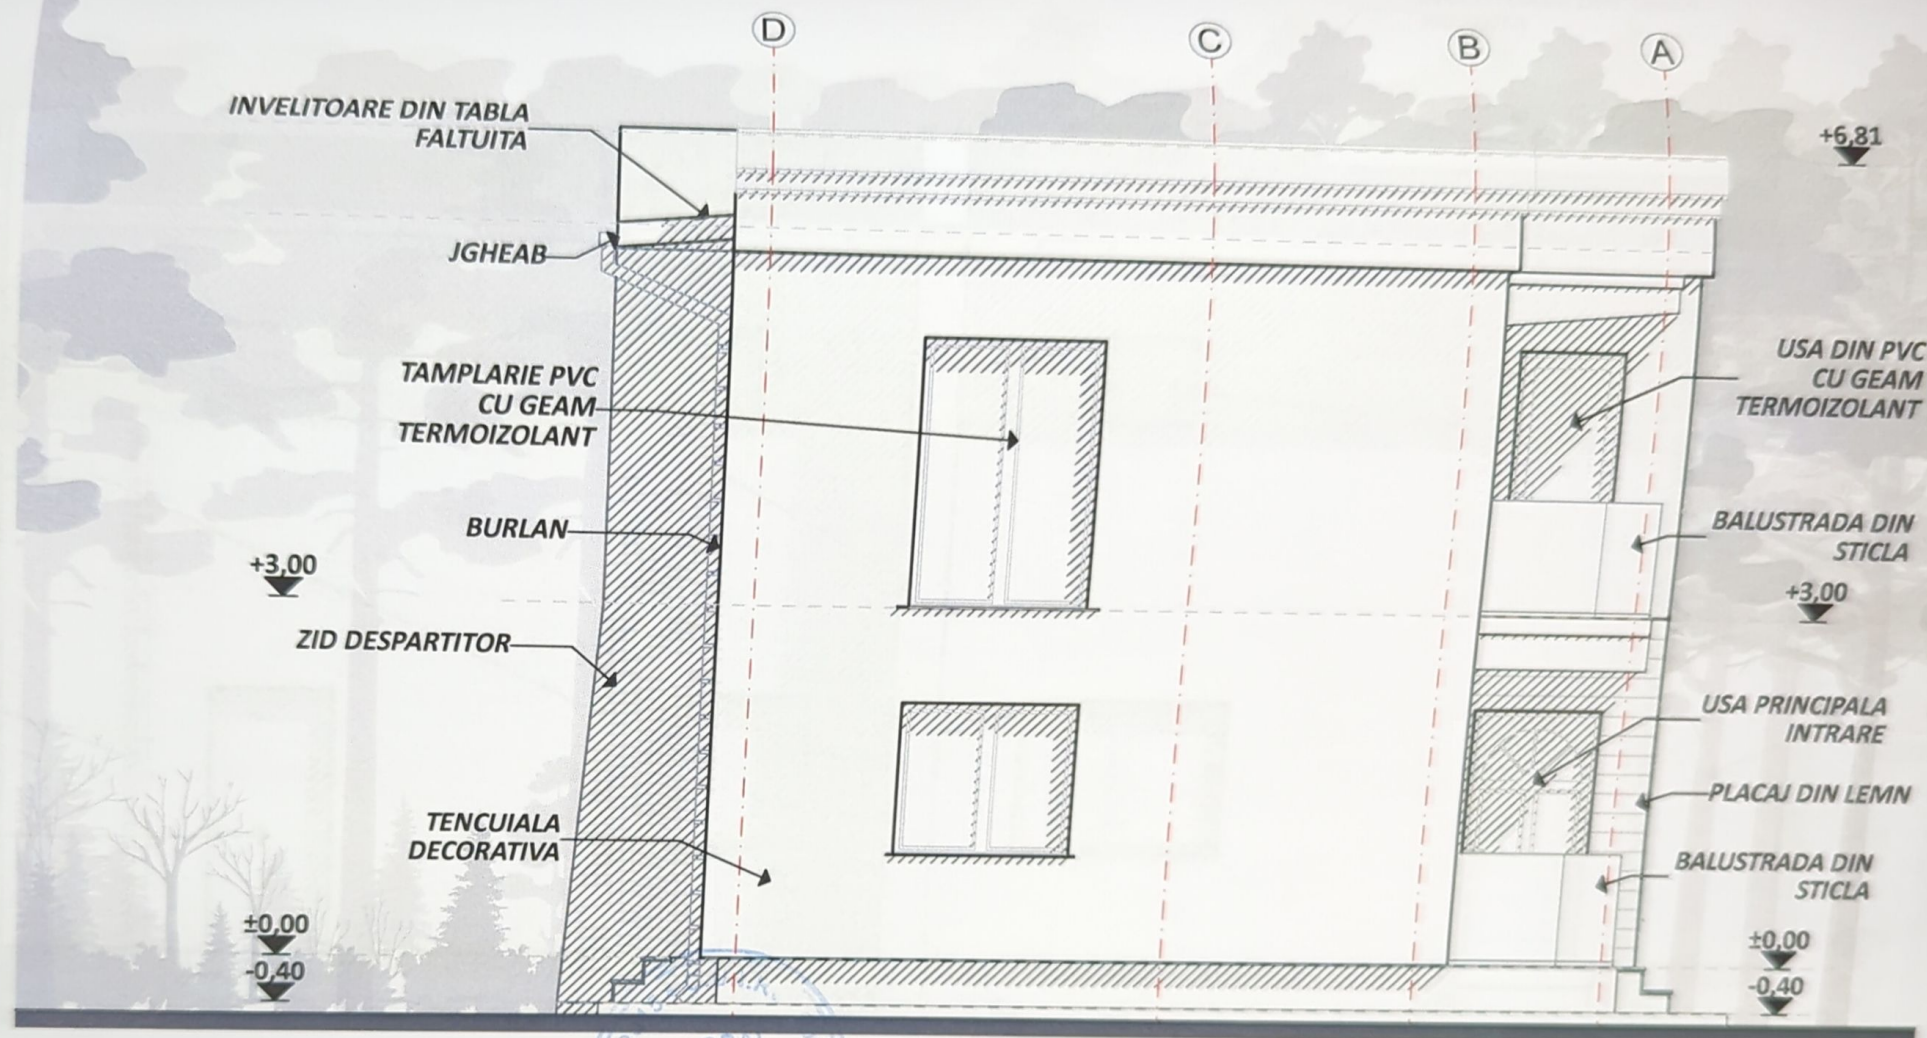 D
C
B
A
INVELITOARE DIN TABLA
FALTUITA
+6,81
JGHEAB
USA DIN PVC
CU GEAM
TERMOIZOLANT
TAMPLARIE PVC
CU GEAM
TERMOIZOLANT
BALUSTRADA DIN
STICLA
BURLAN
+3,00
+3,00
ZID DESPARTITOR
USA PRINCIPALA
INTRARE
PLACAJ DIN LEMN
TENCUIALA
DECORATIVA
BALUSTRADA DIN
STICLA
±0,00
-0,40
±0,00
-0,40